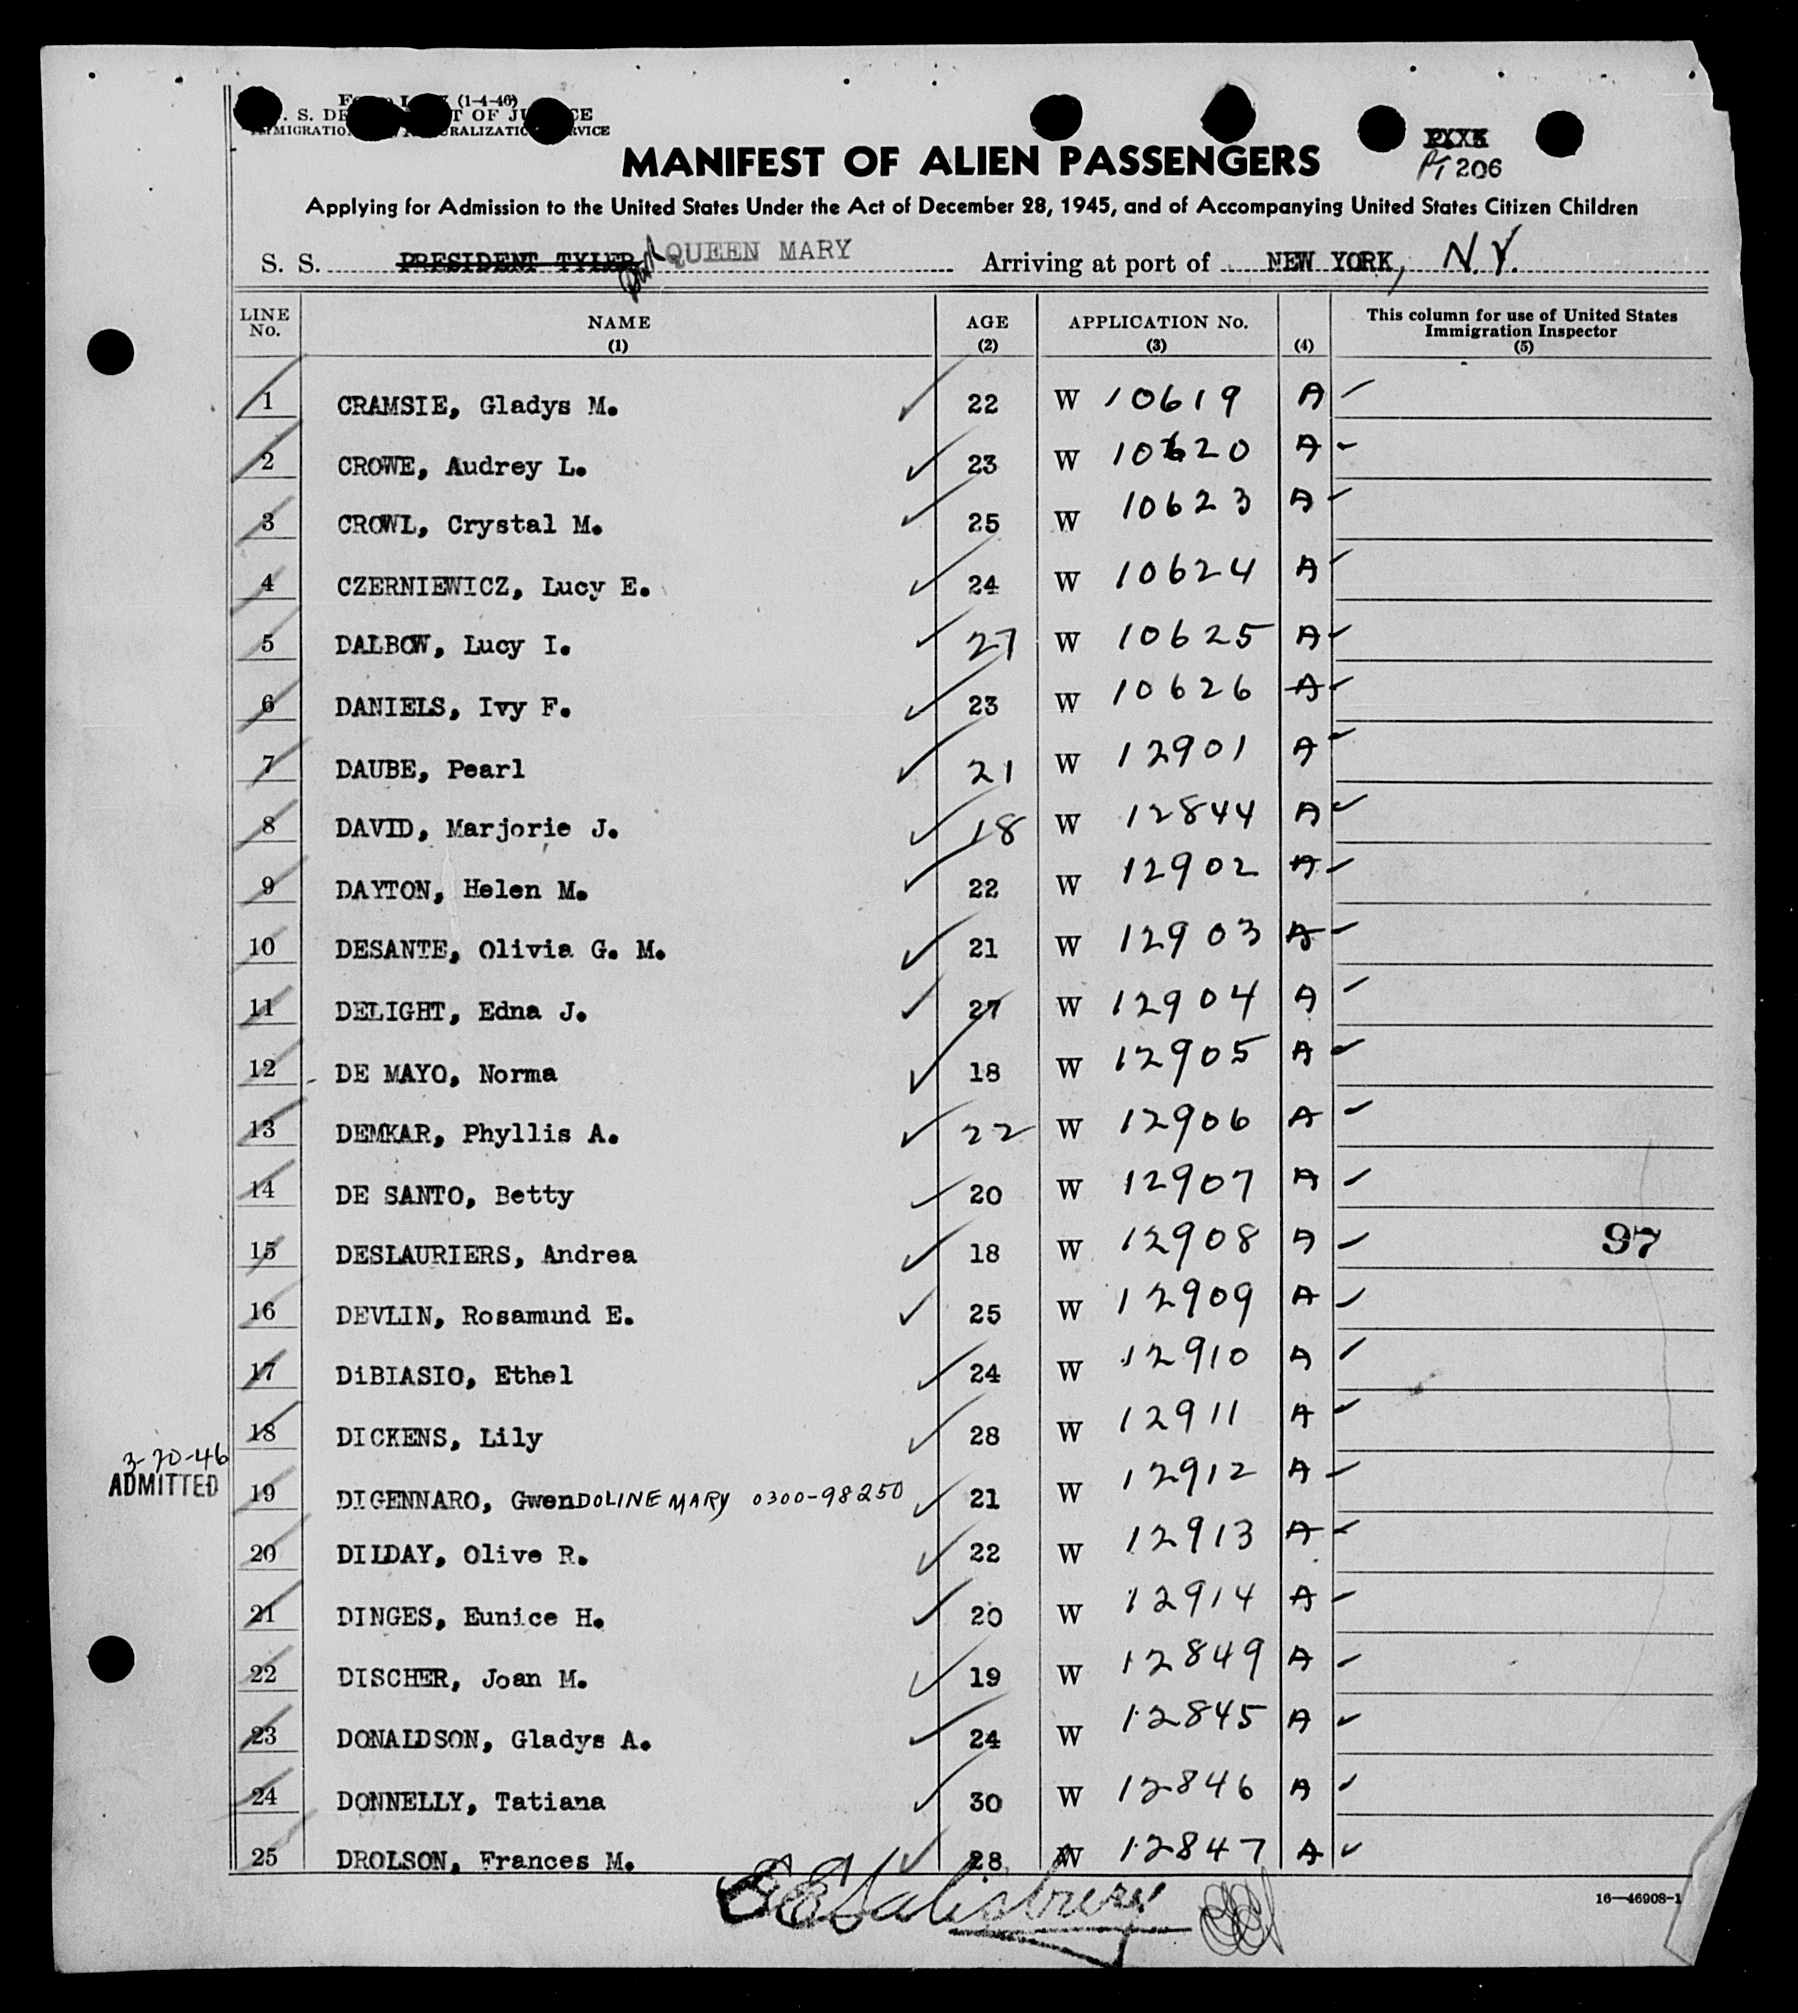 (1-4-46)
IMMIGRATION NATURALIZATION SERVICE
MANIFEST OF ALIEN PASSENGERS
206
Applying for Admission to the United States Under the Act of December 28, 1945, and of Accompanying United States Citizen Children
S. S. PRESIDENT TYLER QUEEN MARY Arriving at port of NEW YORK, N.Y.
LINE No. NAME (1) AGE (2) APPLICATION No. (3) (4) This column for use of United States Immigration Inspector (5)
1 CRAMSIE, Gladys M. 22 W 10619 A
2 CROWE, Audrey L. 23 W 10620 A
3 CROWL, Crystal M. 25 W 10623 A
4 CZERNIEWICZ, Lucy E. 24 W 10624 A
5 DALBOW, Lucy I. 27 W 10625 A
6 DANIELS, Ivy F. 23 W 10626 A
7 DAUBE, Pearl 21 W 12901 A
8 DAVID, Marjorie J. 18 W 12844 A
9 DAYTON, Helen M. 22 W 12902 A
10 DESANTE, Olivia G. M. 21 W 12903 A
11 DELIGHT, Edna J. 27 W 12904 A
12 DE MAYO, Norma 18 W 12905 A
13 DEMKAR, Phyllis A. 22 W 12906 A
14 DE SANTO, Betty 20 W 12907 A
15 DESLAURIERS, Andrea 18 W 12908 A 97
16 DEVLIN, Rosamund E. 25 W 12909 A
17 DiBIASIO, Ethel 24 W 12910 A
18 DICKENS, Lily 28 W 12911 A
3-20-46
ADMITTED
19 DIGENNARO, GwenDOLINE MARY 0300-98250 21 W 12912 A
20 DILDAY, Olive R. 22 W 12913 A
21 DINGES, Eunice H. 20 W 12914 A
22 DISCHER, Joan M. 19 W 12849 A
23 DONALDSON, Gladys A. 24 W 12845 A
24 DONNELLY, Tatiana 30 W 12846 A
25 DROLSON, Frances M. 28 W 12847 A
Salisbury
16—46908-1